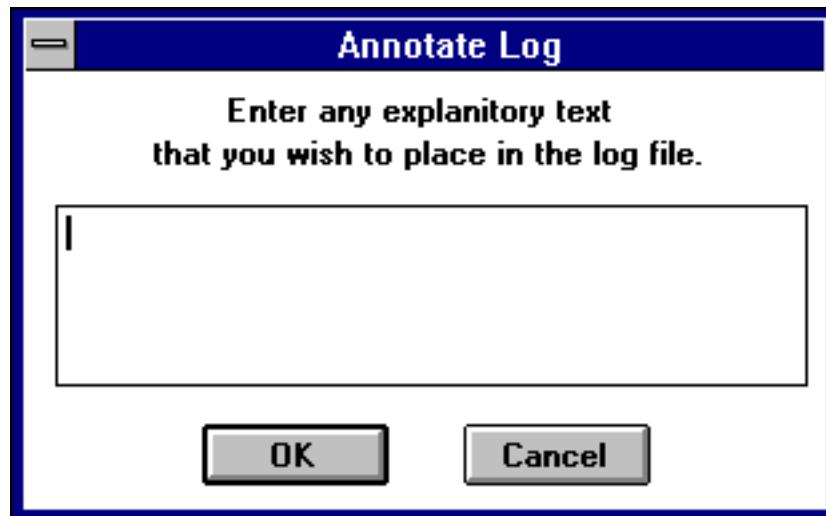 Annotate Log
Enter any explanitory text
that you wish to place in the log file.
OK
Cancel